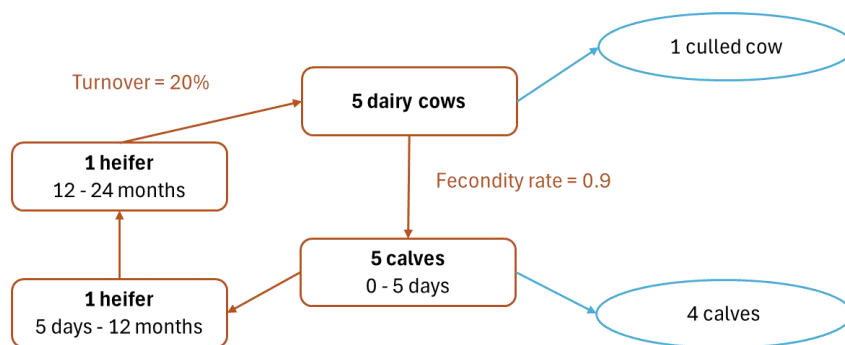 1 culled cow
Turnover = 20%
5 dairy cows
1 heifer
12 - 24 months
Fecondity rate = 0.9
5 calves
0 - 5 days
1 heifer
5 days - 12 months
4 calves